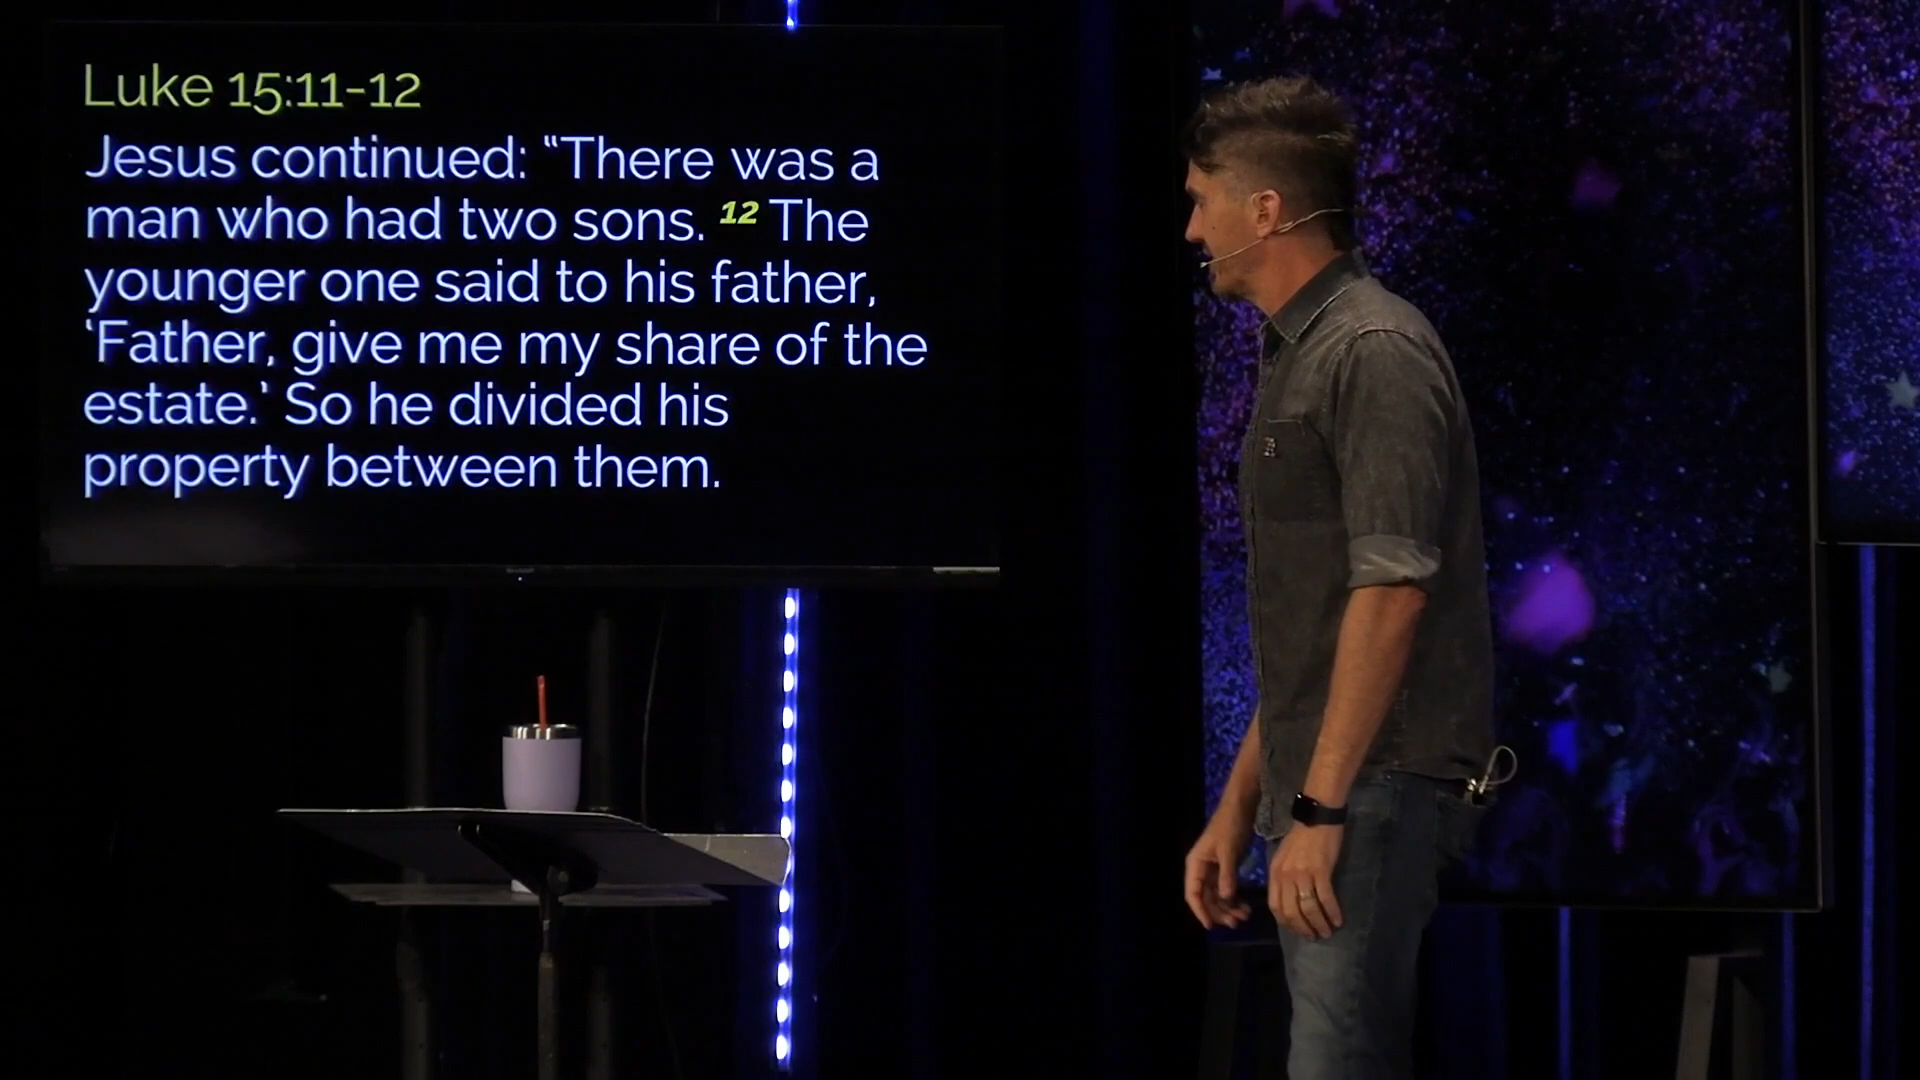 Luke 15:11-12
Jesus continued: “There was a
man who had two sons. 12 The
younger one said to his father,
‘Father, give me my share of the
estate.’ So he divided his
property between them.